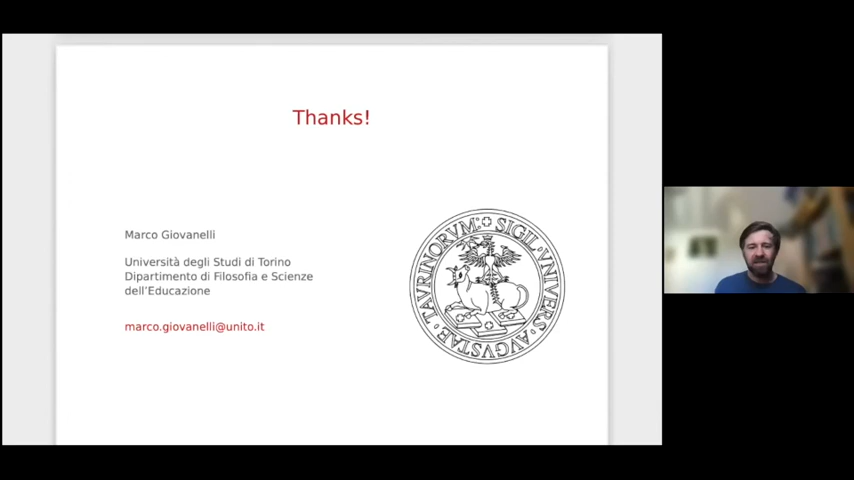 Thanks!
Marco Giovanelli
Università degli Studi di Torino
Dipartimento di Filosofia e Scienze
dell’Educazione
marco.giovanelli@unito.it
SIGIL·VNIVERS·AVGVSTAE·TAVRINORVM: